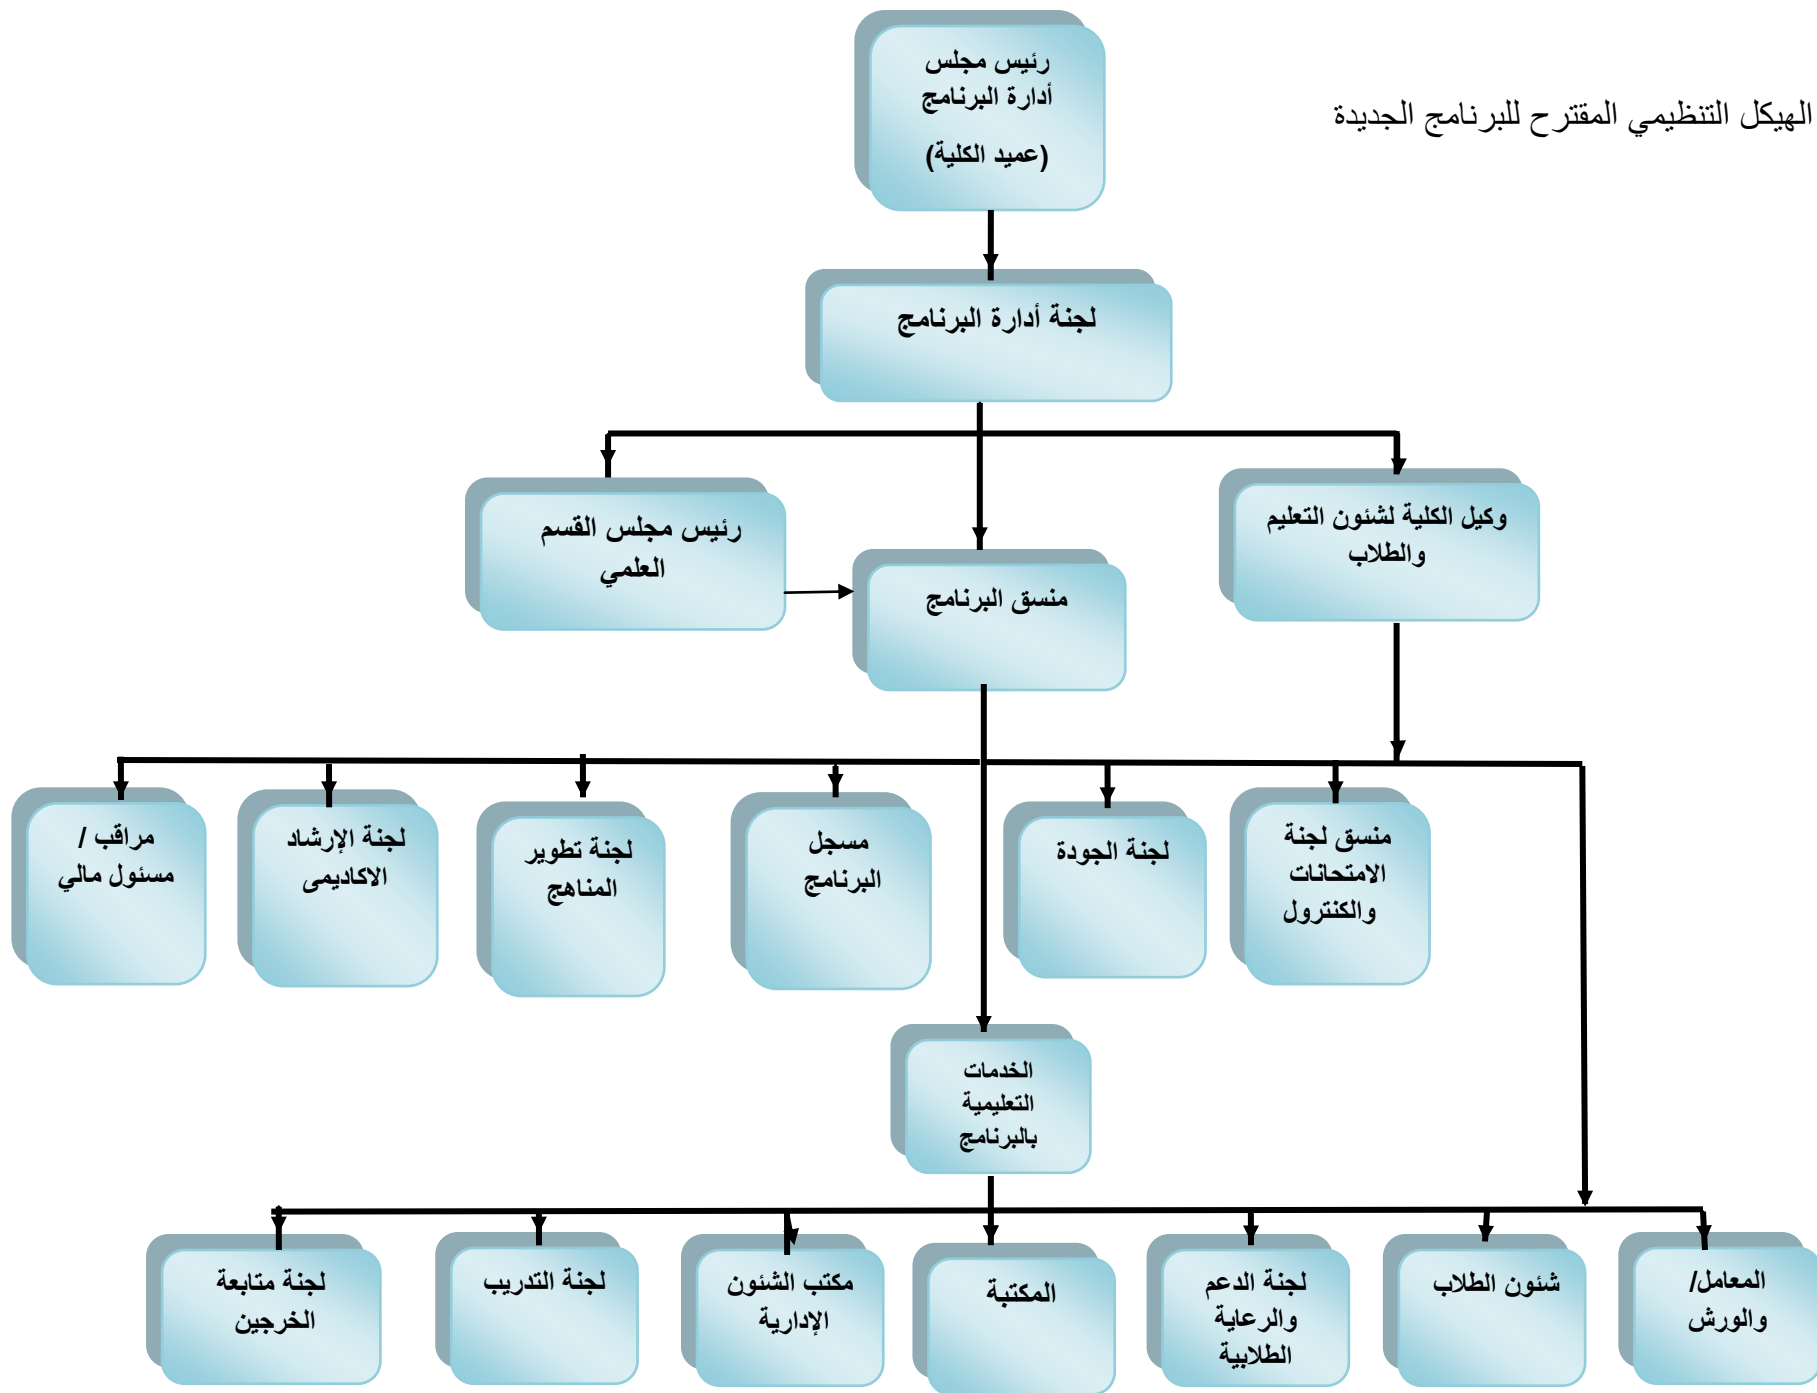 الهيكل التنظيمي المقترح للبرنامج الجديدة
رئيس مجلس
أدارة البرنامج
(عميد الكلية)
لجنة أدارة البرنامج
وكيل الكلية لشئون التعليم
والطلاب
منسق البرنامج
رئيس مجلس القسم
العلمي
منسق لجنة
الامتحانات
والكنترول
لجنة الجودة
مسجل
البرنامج
لجنة تطوير
المناهج
لجنة الإرشاد
الاكاديمى
مراقب /
مسئول مالي
الخدمات
التعليمية
بالبرنامج
المعامل/
والورش
شئون الطلاب
لجنة الدعم
والرعاية
الطلابية
المكتبة
مكتب الشئون
الإدارية
لجنة التدريب
لجنة متابعة
الخرجين